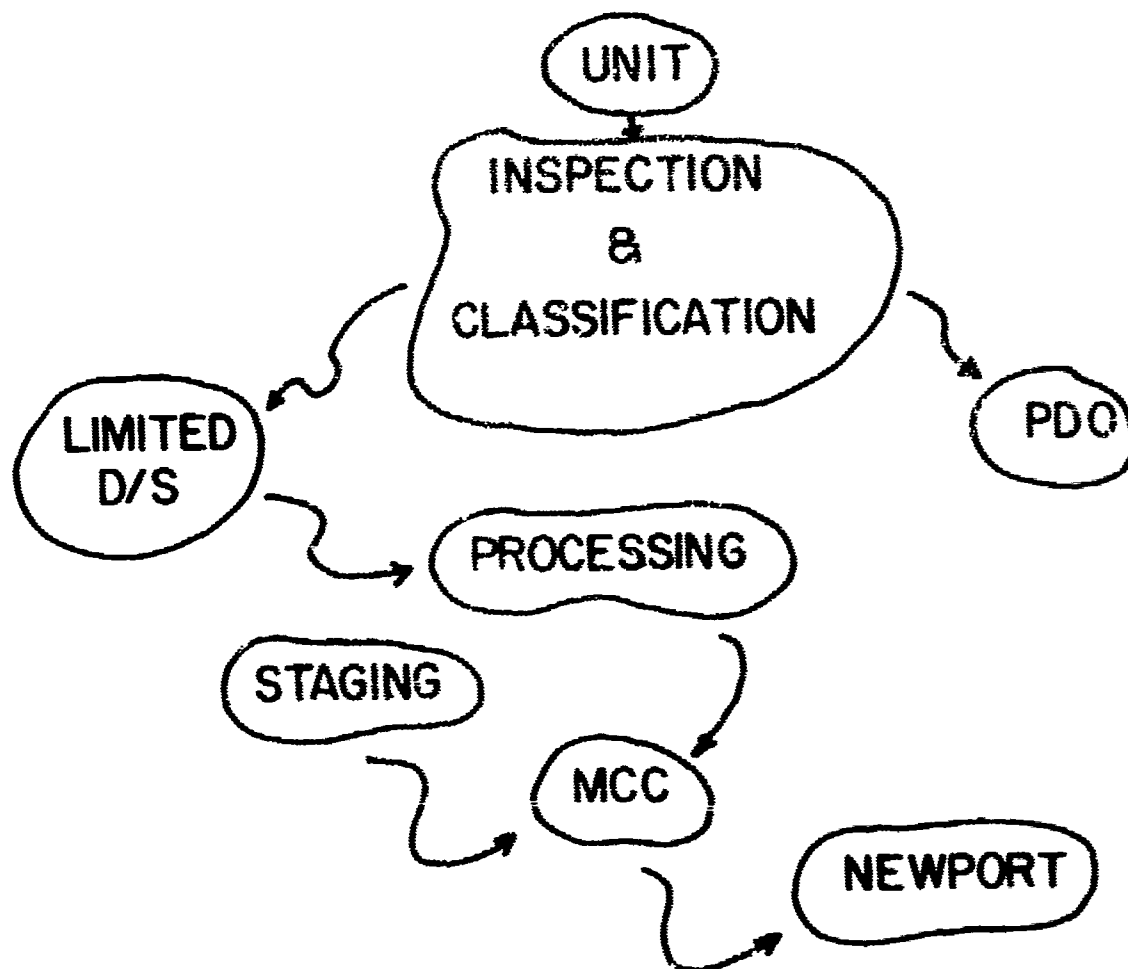 UNIT
INSPECTION
&
CLASSIFICATION
LIMITED
D/S
PDO
PROCESSING
STAGING
MCC
NEWPORT